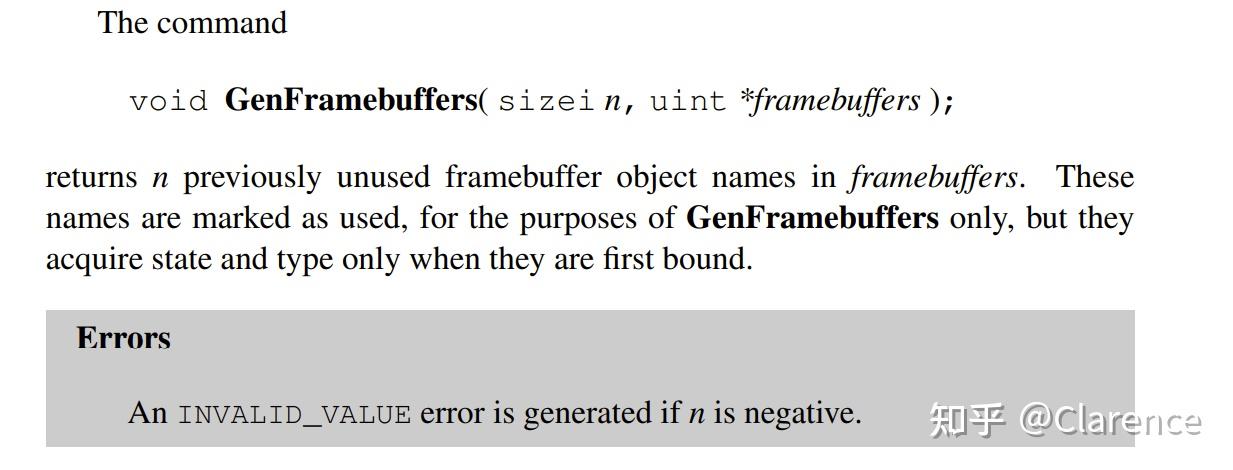 The command
void GenFramebuffers( sizei n, uint *framebuffers );
returns n previously unused framebuffer object names in framebuffers. These
names are marked as used, for the purposes of GenFramebuffers only, but they
acquire state and type only when they are first bound.
Errors
An INVALID_VALUE error is generated if n is negative.
知乎 @Clarence